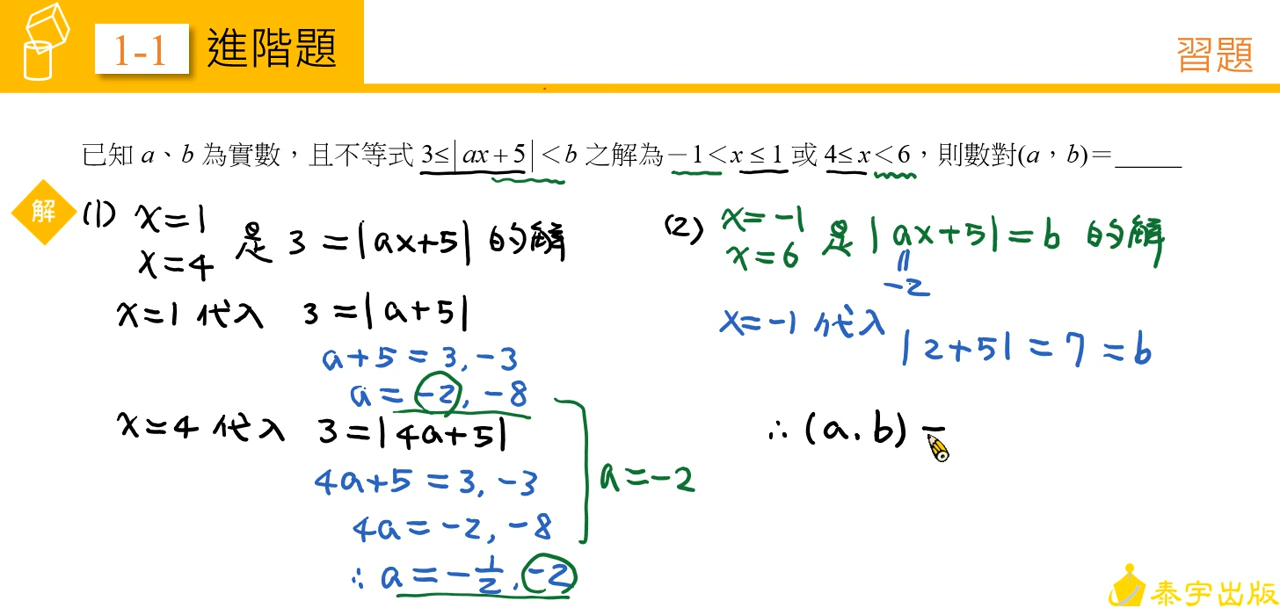 1-1 進階題
習題
已知 a、b 為實數，且不等式 3≤|ax+5|<b 之解為 -1<x≤1 或 4≤x<6，則數對(a，b)=_____
解
(1) x=1
x=4
是 3=|ax+5| 的解
x=1 代入 3=|a+5|
a+5=3,-3
a=-2,-8
x=4 代入 3=|4a+5|
4a+5=3,-3
4a=-2,-8
∴ a=-1/2,-2
a=-2
(2) x=-1
x=6
是 |ax+5|=b 的解
=
-2
x=-1 代入
|2+5|=7=b
∴ (a.b) =
泰宇出版